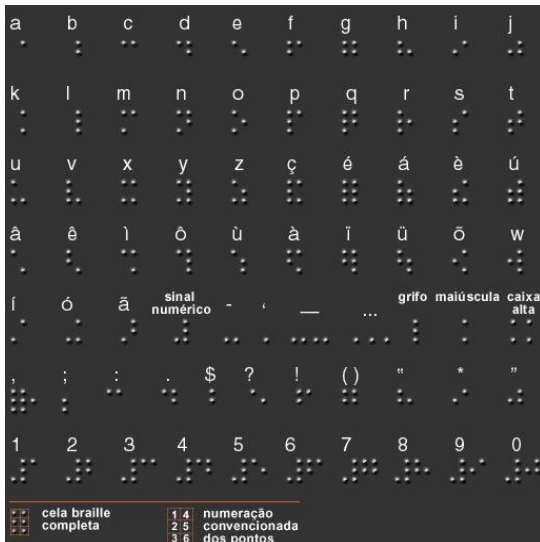 a b c d e f g h i j
k l m n o p q r s t
u v x y z ç é á è ú
â ê ì ô ù à ï ü õ w
í ó ã sinal numérico - ‘ __ ... grifo maiúscula caixa alta
, ; : . $ ? ! ( ) “ * ”
1 2 3 4 5 6 7 8 9 0
cela braille 1 4 numeração
completa 2 5 convencionada
3 6 dos pontos